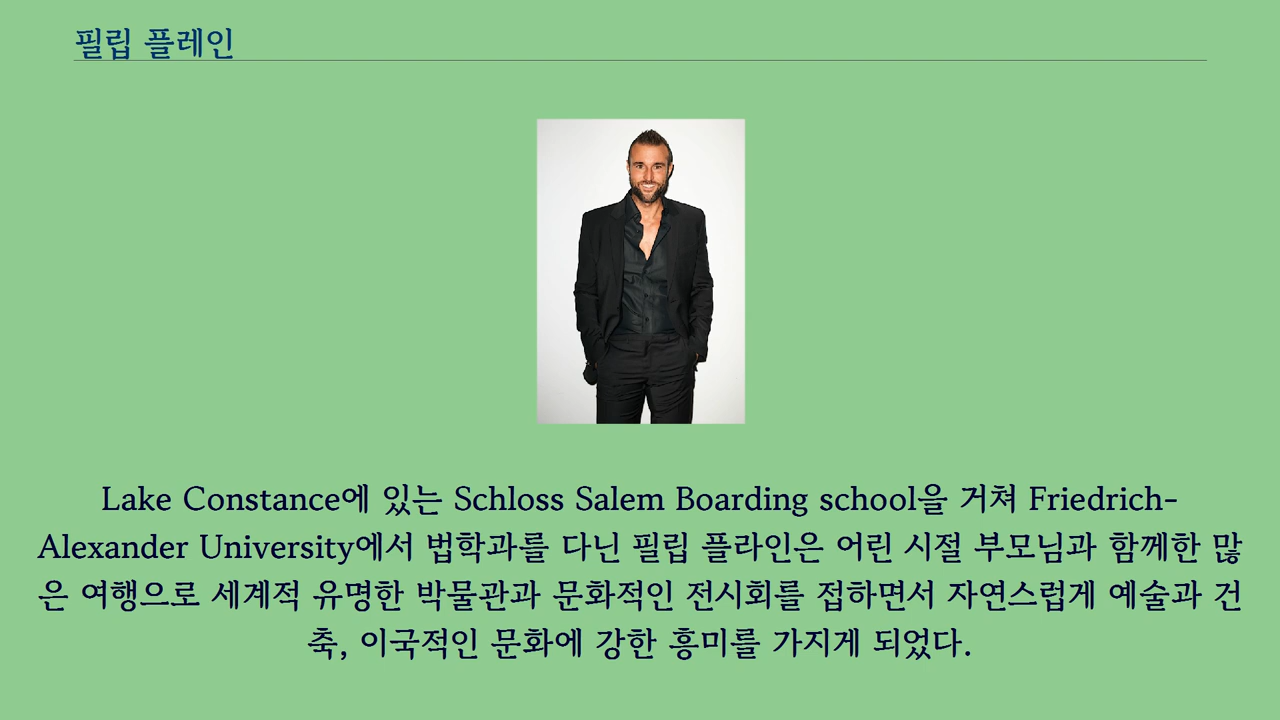 필립 플레인
Lake Constance에 있는 Schloss Salem Boarding school을 거쳐 Friedrich-
Alexander University에서 법학과를 다닌 필립 플라인은 어린 시절 부모님과 함께한 많
은 여행으로 세계적 유명한 박물관과 문화적인 전시회를 접하면서 자연스럽게 예술과 건
축, 이국적인 문화에 강한 흥미를 가지게 되었다.